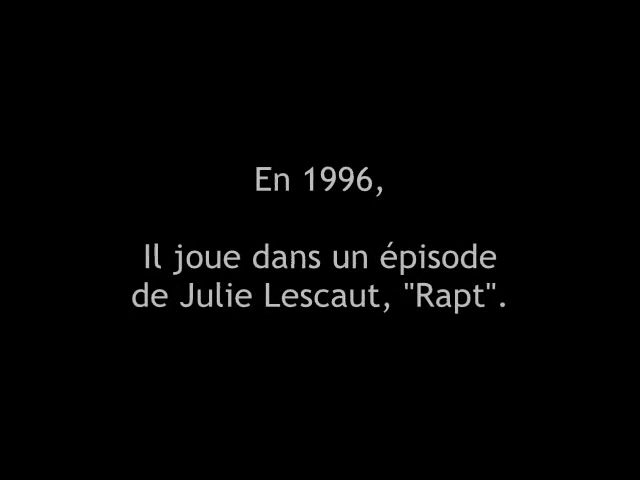 En 1996,
Il joue dans un épisode
de Julie Lescaut, "Rapt".